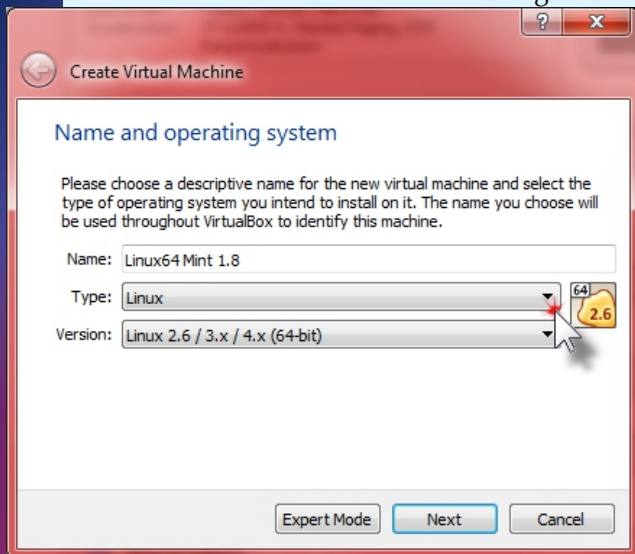 ?
X
Create Virtual Machine
Name and operating system
Please choose a descriptive name for the new virtual machine and select the
type of operating system you intend to install on it. The name you choose will
be used throughout VirtualBox to identify this machine.
Name: Linux64 Mint 1.8
Type: Linux
64
2.6
Version: Linux 2.6 / 3.x / 4.x (64-bit)
Expert Mode Next Cancel